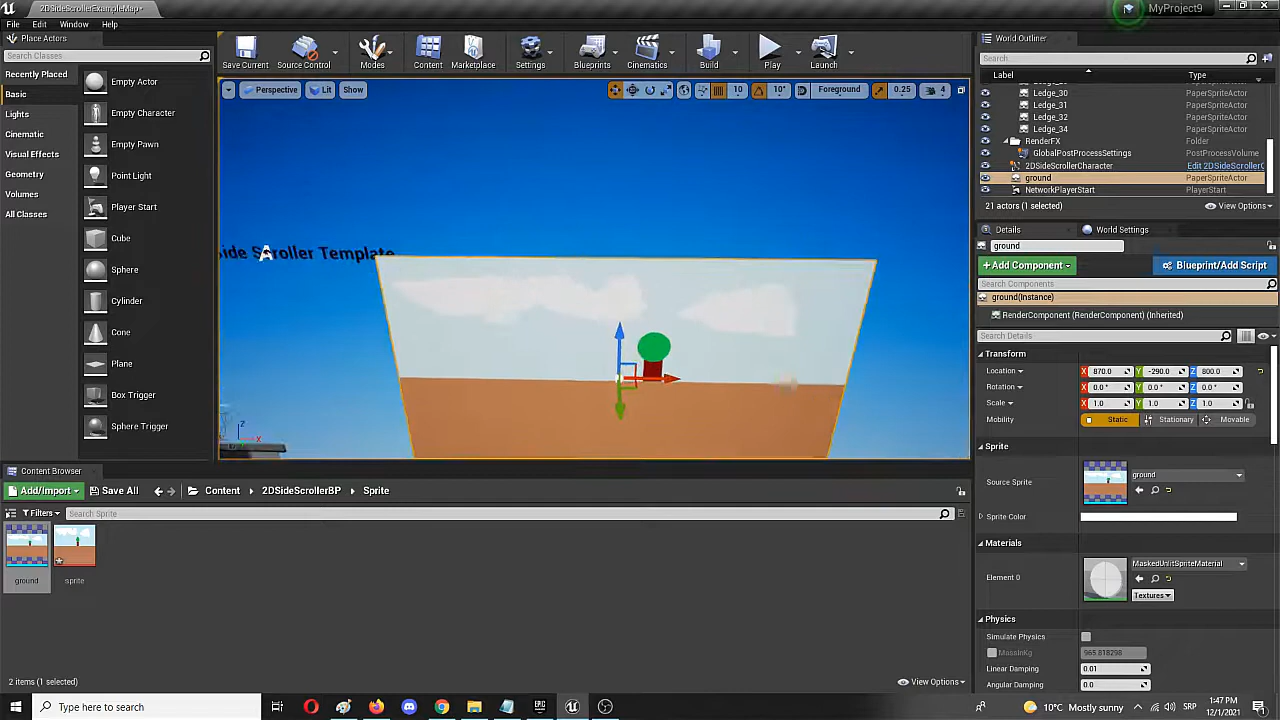 2DSideScrollerExampleMap*
MyProject9
File Edit Window Help
Place Actors
Search Classes
Recently Placed
Basic
Lights
Cinematic
Visual Effects
Geometry
Volumes
All Classes
Empty Actor
Empty Character
Empty Pawn
Point Light
Player Start
Cube
Sphere
Cylinder
Cone
Plane
Box Trigger
Sphere Trigger
Save Current
Source Control
Modes
Content
Marketplace
Settings
Blueprints
Cinematics
Build
Play
Launch
Perspective
Lit
Show
10
10°
Foreground
0.25
4
Side Scroller Template
Z
X
World Outliner
Search...
Label Type
Ledge_30 PaperSpriteActor
Ledge_31 PaperSpriteActor
Ledge_32 PaperSpriteActor
Ledge_34 PaperSpriteActor
RenderFX Folder
GlobalPostProcessSettings PostProcessVolume
2DSideScrollerCharacter Edit 2DSideScrollerC
ground PaperSpriteActor
NetworkPlayerStart PlayerStart
21 actors (1 selected)
View Options
Details
World Settings
ground
+Add Component
Blueprint/Add Script
Search Components
ground(Instance)
RenderComponent (RenderComponent) (Inherited)
Search Details
Transform
Location X 870.0 Y -290.0 Z 800.0
Rotation X 0.0° Y 0.0° Z 0.0°
Scale X 1.0 Y 1.0 Z 1.0
Mobility Static Stationary Movable
Sprite
Source Sprite
ground
Sprite Color
Materials
Element 0
MaskedUnlitSpriteMaterial
Textures
Physics
Simulate Physics
MassInKg 965.818298
Linear Damping 0.01
Angular Damping 0.0
Content Browser
Add/Import
Save All
Content
2DSideScrollerBP
Sprite
Filters
Search Sprite
ground
sprite
2 items (1 selected)
View Options
Type here to search
10°C Mostly sunny
SRP
1:47 PM
12/1/2021